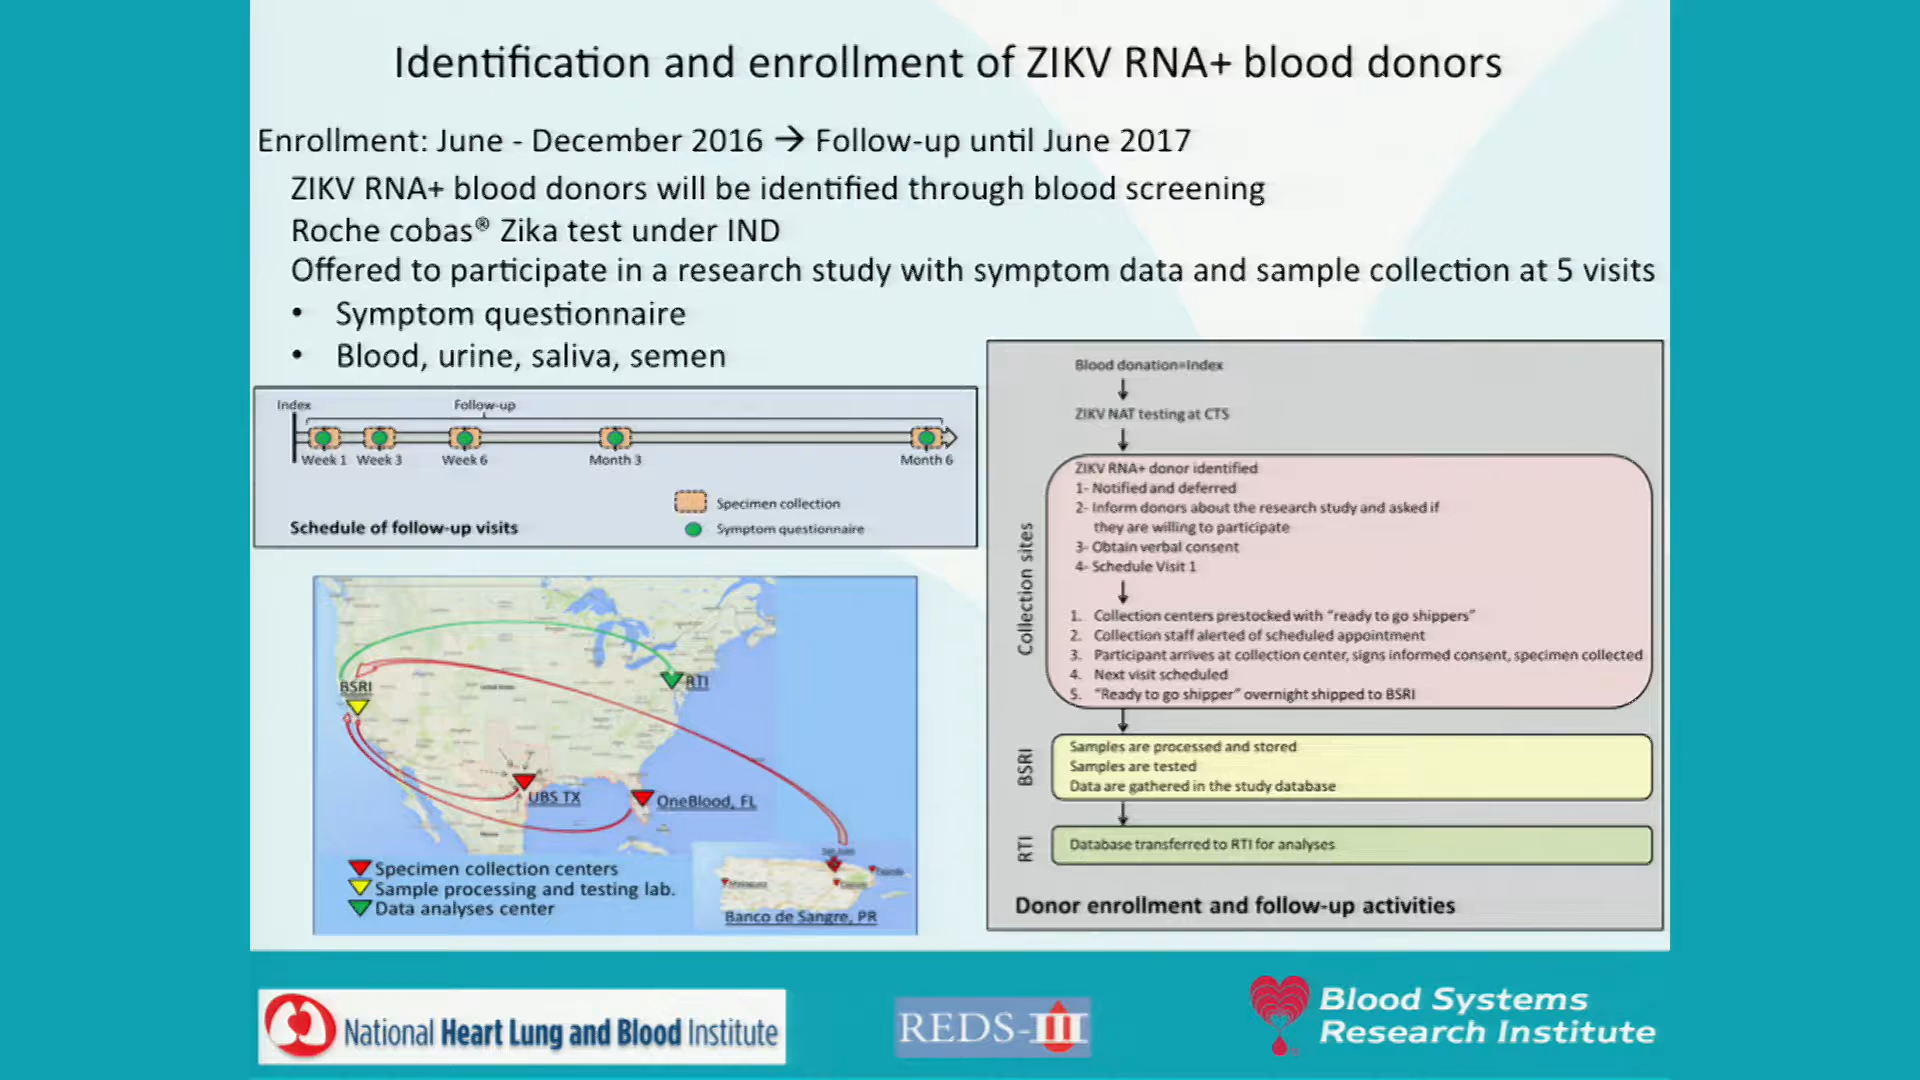 Identification and enrollment of ZIKV RNA+ blood donors
Enrollment: June - December 2016 → Follow-up until June 2017
ZIKV RNA+ blood donors will be identified through blood screening
Roche cobas® Zika test under IND
Offered to participate in a research study with symptom data and sample collection at 5 visits
• Symptom questionnaire
• Blood, urine, saliva, semen
Index
Follow-up
Week 1
Week 3
Week 6
Month 3
Month 6
Specimen collection
Schedule of follow-up visits
Symptom questionnaire
BSRI
RTI
UBS TX
OneBlood, FL
Specimen collection centers
Sample processing and testing lab.
Data analyses center
San Juan
Banco de Sangre, PR
Blood donation=Index
ZIKV NAT testing at CTS
Collection sites
ZIKV RNA+ donor identified
1- Notified and deferred
2- Inform donors about the research study and asked if
they are willing to participate
3- Obtain verbal consent
4- Schedule Visit 1
1. Collection centers prestocked with “ready to go shippers”
2. Collection staff alerted of scheduled appointment
3. Participant arrives at collection center, signs informed consent, specimen collected
4. Next visit scheduled
5. “Ready to go shipper” overnight shipped to BSRI
BSRI
Samples are processed and stored
Samples are tested
Data are gathered in the study database
RTI
Database transferred to RTI for analyses
Donor enrollment and follow-up activities
National Heart Lung and Blood Institute
REDS-III
Blood Systems
Research Institute